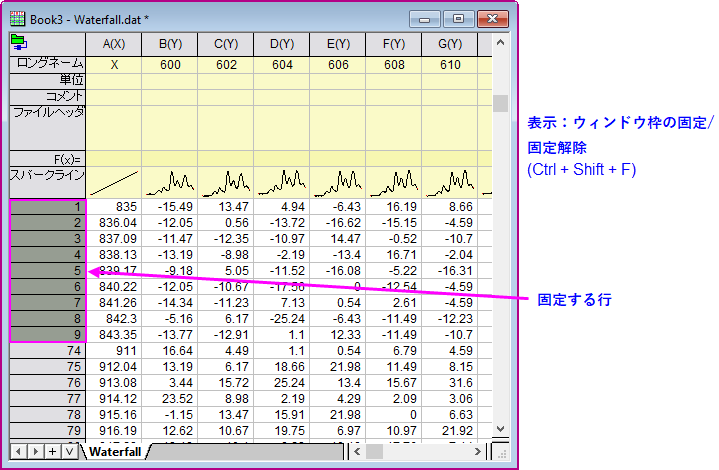 Book3 - Waterfall.dat *
A(X) B(Y) C(Y) D(Y) E(Y) F(Y) G(Y)
ロングネーム X 600 602 604 606 608 610
単位
コメント
ファイルヘッダ
F(x)=
スパークライン
1 835 -15.49 13.47 4.94 -6.43 16.19 8.66
2 836.04 -12.05 0.56 -13.72 -16.62 -15.15 -4.59
3 837.09 -11.47 -12.35 -10.97 14.47 -0.52 -10.7
4 838.13 -13.19 -8.98 -2.19 -13.4 16.71 -2.04
5 839.17 -9.18 5.05 -11.52 -16.08 -5.22 -16.31
6 840.22 -12.05 -10.67 -17.56 0 -12.54 -4.59
7 841.26 -14.34 -11.23 7.13 0.54 2.61 -4.59
8 842.3 -5.16 6.17 -25.24 -6.43 -11.49 -12.23
9 843.35 -13.77 -12.91 1.1 12.33 -11.49 -10.7
74 911 16.64 4.49 1.1 0.54 6.79 4.59
75 912.04 13.19 6.17 18.66 21.98 11.49 8.15
76 913.08 3.44 15.72 25.24 13.4 15.67 31.6
77 914.12 23.52 8.98 2.19 4.29 2.09 3.06
78 915.16 -1.15 13.47 15.91 21.98 0 6.63
79 916.19 12.62 10.67 19.75 6.97 10.97 21.92
Waterfall
表示：ウィンドウ枠の固定/
固定解除
(Ctrl + Shift + F)
固定する行